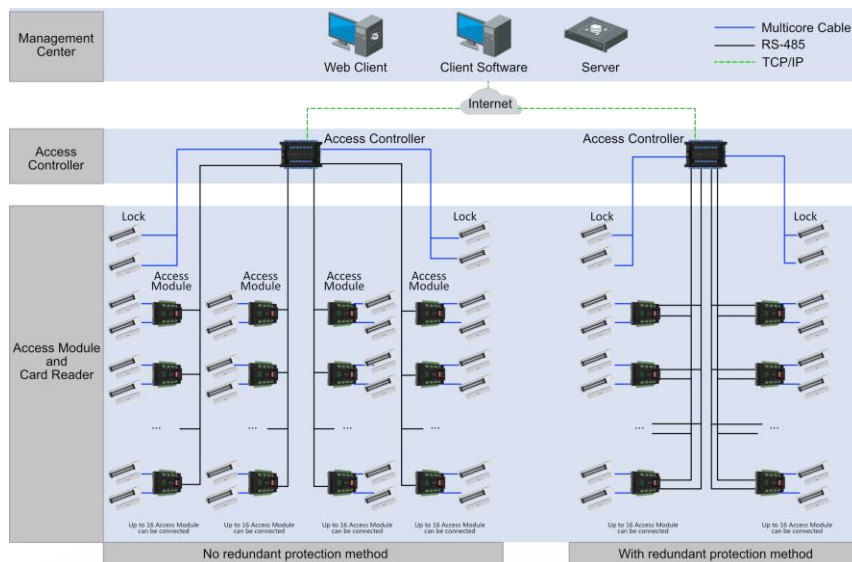 Management
Center
Web Client
Client Software
Server
Multicore Cable
RS-485
TCP/IP
Internet
Access
Controller
Access Controller
Access Controller
Access Module
and
Card Reader
Lock
Lock
Lock
Lock
Access
Module
Access
Module
Access
Module
Access
Module
...
...
...
...
...
...
Up to 16 Access Module
can be connected
Up to 16 Access Module
can be connected
Up to 16 Access Module
can be connected
Up to 16 Access Module
can be connected
Up to 16 Access Module
can be connected
Up to 16 Access Module
can be connected
No redundant protection method
With redundant protection method